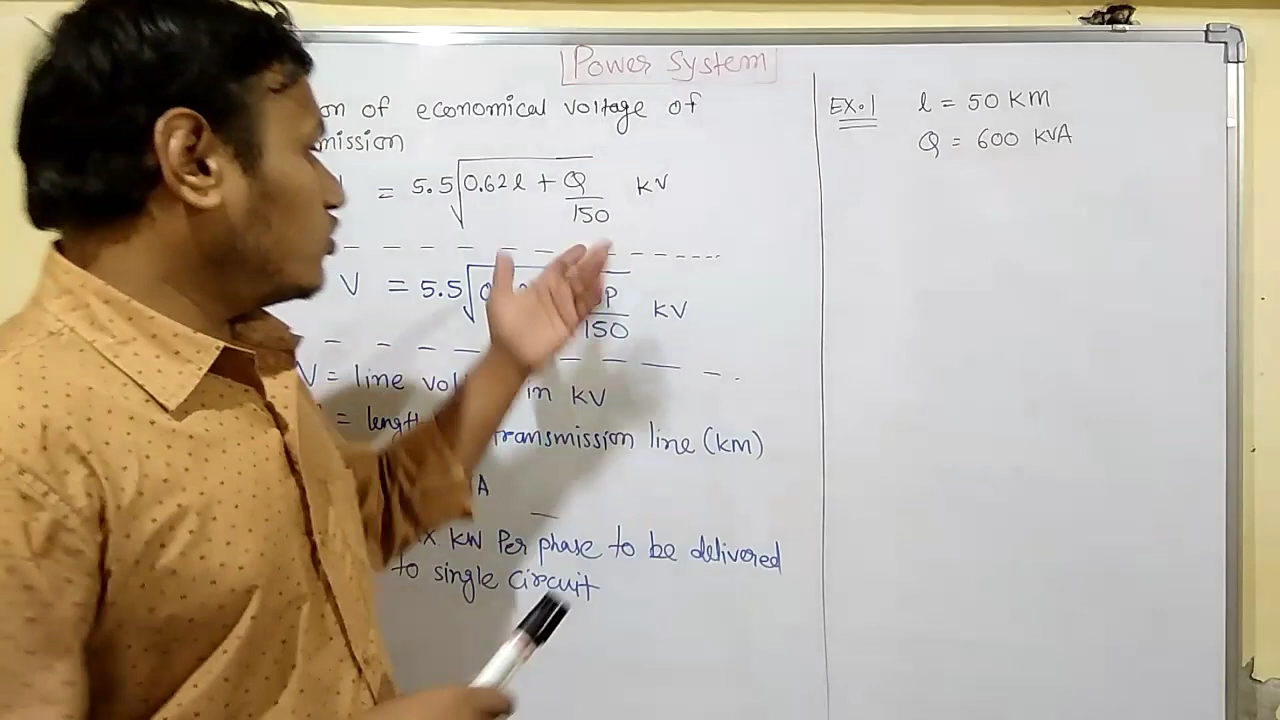 Power System
on of economical voltage of
mission
= 5.5√0.62l + Q/150 KV
V = 5.5√ P/150 KV
V = line vol in KV
= length transmission line (km)
A
x KW Per phase to be delivered
to single circuit
EX.1 l = 50 KM
Q = 600 KVA